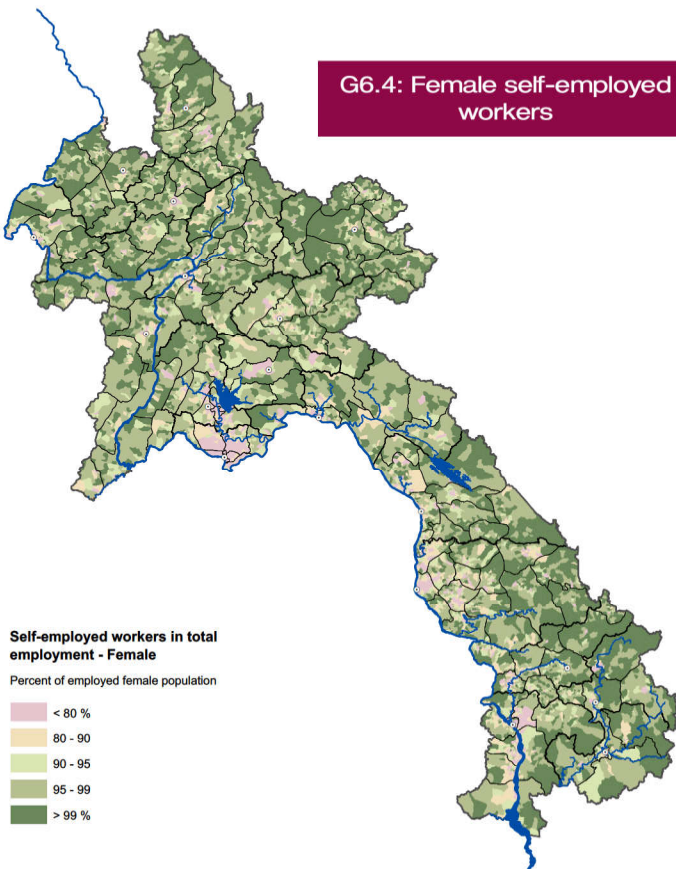 G6.4: Female self-employed
workers
Self-employed workers in total
employment - Female
Percent of employed female population
< 80 %
80 - 90
90 - 95
95 - 99
> 99 %